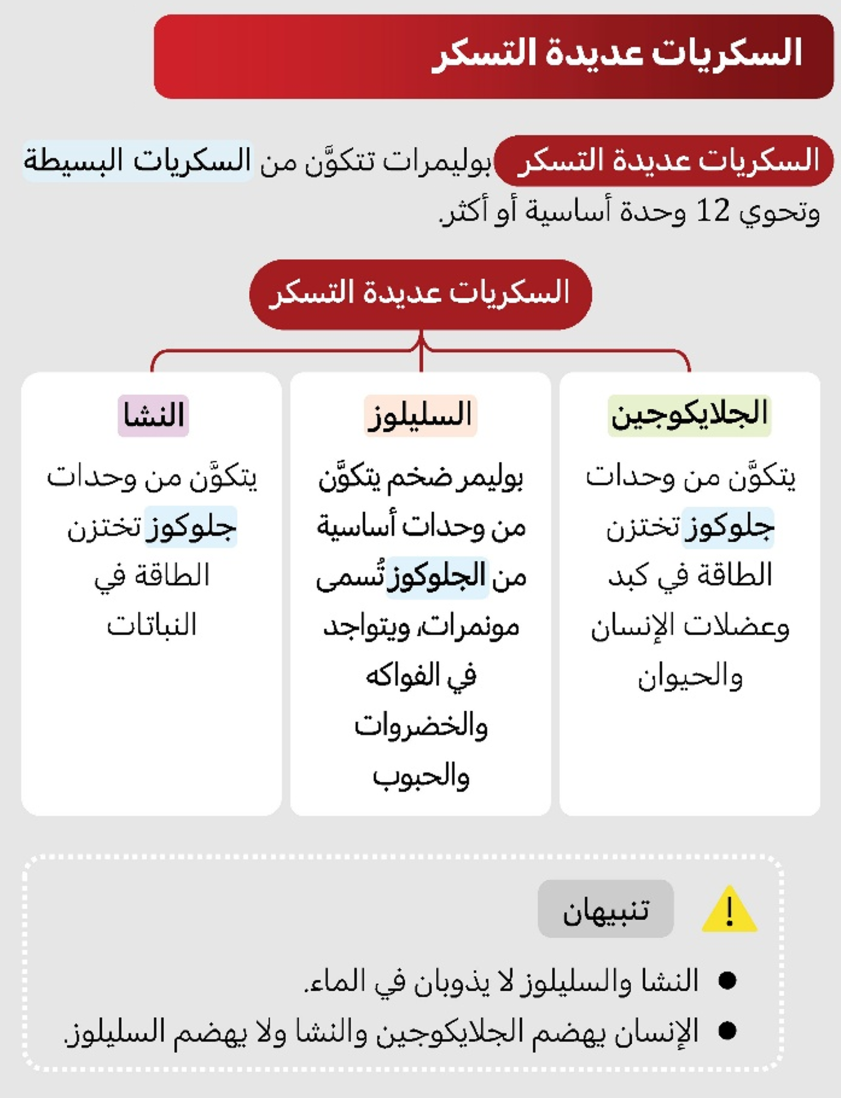 السكريات عديدة التسكر
السكريات عديدة التسكر بوليمرات تتكوَّن من السكريات البسيطة
وتحوي 12 وحدة أساسية أو أكثر.
السكريات عديدة التسكر
الجلايكوجين
يتكوَّن من وحدات
جلوكوز تختزن
الطاقة في كبد
وعضلات الإنسان
والحيوان
السليلوز
بوليمر ضخم يتكوَّن
من وحدات أساسية
من الجلوكوز تُسمى
مونمرات، ويتواجد
في الفواكه
والخضروات
والحبوب
النشا
يتكوَّن من وحدات
جلوكوز تختزن
الطاقة في
النباتات
تنبيهان
● النشا والسليلوز لا يذوبان في الماء.
● الإنسان يهضم الجلايكوجين والنشا ولا يهضم السليلوز.